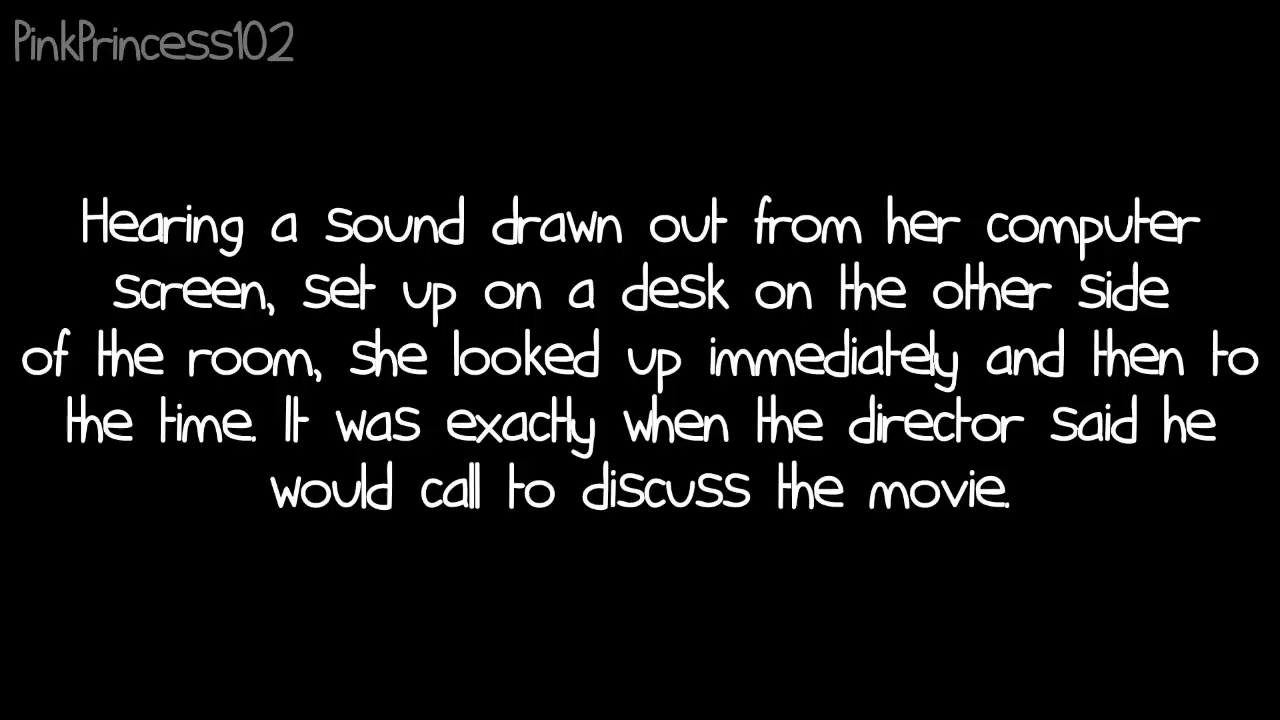 PinkPrincess102
Hearing a sound drawn out from her computer
screen, set up on a desk on the other side
of the room, she looked up immediately and then to
the time. It was exactly when the director said he
would call to discuss the movie.